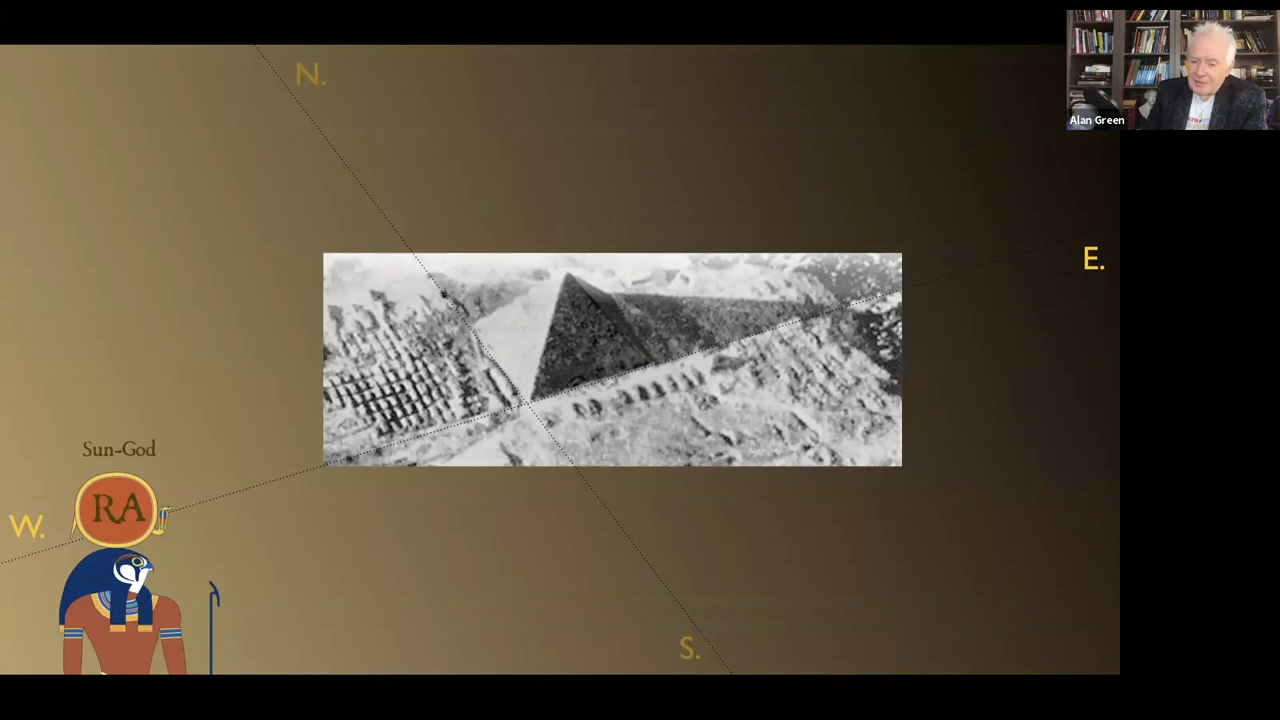 N.
Alan Green
E.
Sun-God
RA
W.
S.